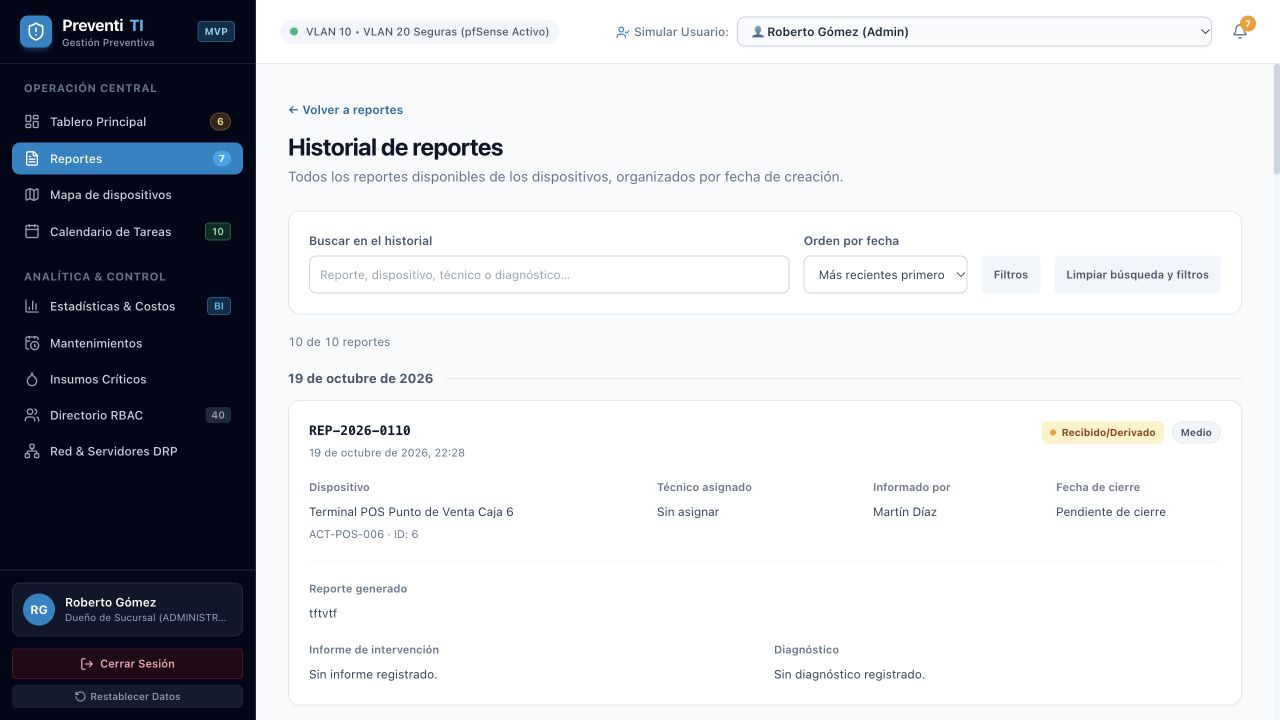 Preventi TI
Gestión Preventiva
MVP
OPERACIÓN CENTRAL
Tablero Principal 6
Reportes 7
Mapa de dispositivos
Calendario de Tareas 10
ANALÍTICA & CONTROL
Estadísticas & Costos BI
Mantenimientos
Insumos Críticos
Directorio RBAC 40
Red & Servidores DRP
RG
Roberto Gómez
Dueño de Sucursal (ADMINISTR...
Cerrar Sesión
Restablecer Datos
VLAN 10 • VLAN 20 Seguras (pfSense Activo)
Simular Usuario:
Roberto Gómez (Admin)
7
← Volver a reportes
Historial de reportes
Todos los reportes disponibles de los dispositivos, organizados por fecha de creación.
Buscar en el historial
Reporte, dispositivo, técnico o diagnóstico...
Orden por fecha
Más recientes primero
Filtros
Limpiar búsqueda y filtros
10 de 10 reportes
19 de octubre de 2026
REP-2026-0110
19 de octubre de 2026, 22:28
Recibido/Derivado
Medio
Dispositivo
Terminal POS Punto de Venta Caja 6
ACT-POS-006 · ID: 6
Técnico asignado
Sin asignar
Informado por
Martín Díaz
Fecha de cierre
Pendiente de cierre
Reporte generado
tftvtf
Informe de intervención
Sin informe registrado.
Diagnóstico
Sin diagnóstico registrado.